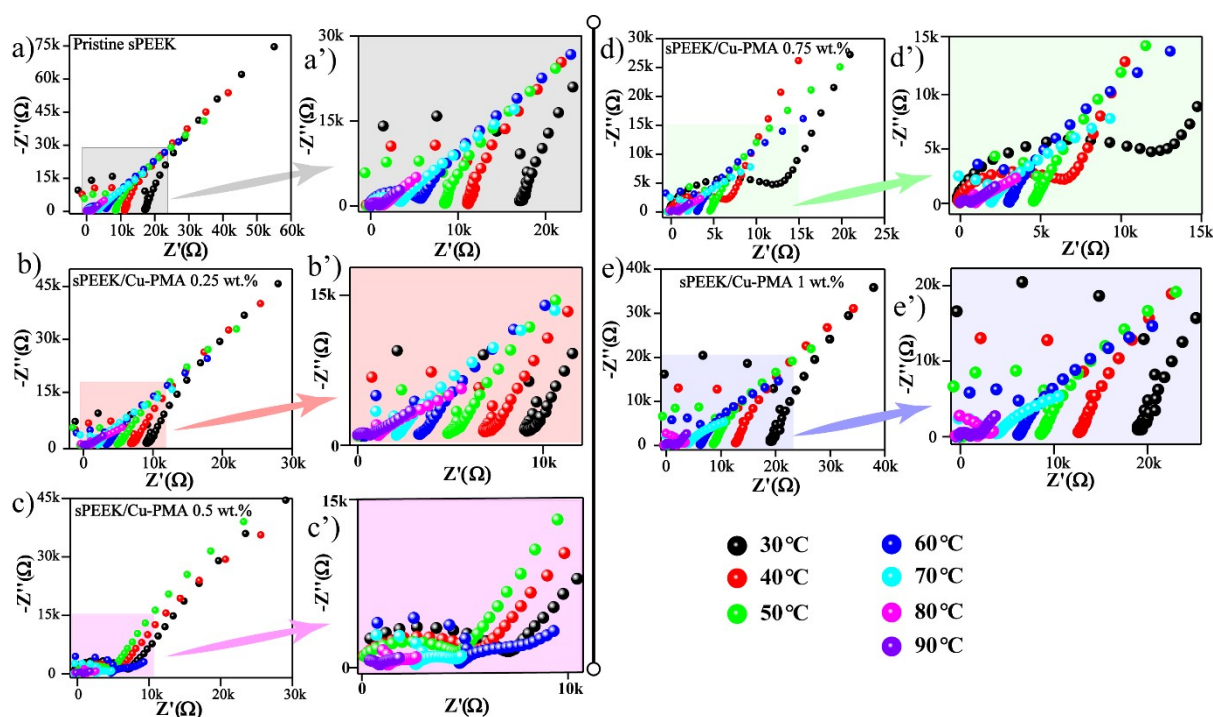 a)
Pristine sPEEK
-Z''(Ω)
75k
60k
45k
30k
15k
0
0 10k 20k 30k 40k 50k 60k
Z'(Ω)
a')
-Z''(Ω)
30k
15k
0
0 10k 20k
Z'(Ω)
b)
sPEEK/Cu-PMA 0.25 wt.%
-Z''(Ω)
45k
30k
15k
0
0 10k 20k 30k
Z'(Ω)
b')
-Z''(Ω)
15k
0
0 10k
Z'(Ω)
c)
sPEEK/Cu-PMA 0.5 wt.%
-Z''(Ω)
45k
30k
15k
0
0 10k 20k 30k
Z'(Ω)
c')
-Z''(Ω)
15k
0
0 10k
Z'(Ω)
d)
sPEEK/Cu-PMA 0.75 wt.%
-Z''(Ω)
30k
25k
20k
15k
10k
5k
0
0 5k 10k 15k 20k 25k
Z'(Ω)
d')
-Z''(Ω)
15k
10k
5k
0
0 5k 10k 15k
Z'(Ω)
e)
sPEEK/Cu-PMA 1 wt.%
-Z''(Ω)
40k
30k
20k
10k
0
0 10k 20k 30k 40k
Z'(Ω)
e')
-Z''(Ω)
20k
10k
0
0 10k 20k
Z'(Ω)
30°C
40°C
50°C
60°C
70°C
80°C
90°C